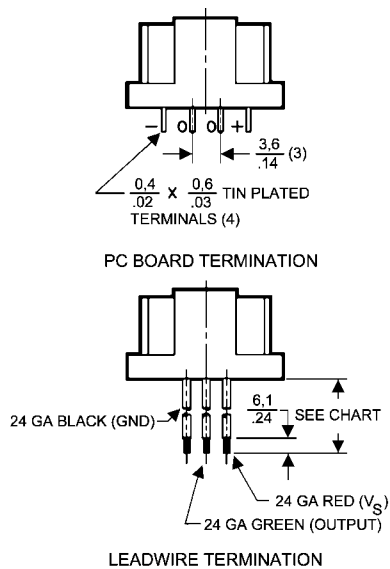 – O O +
3,6
.14 (3)
0,4 X 0,6 TIN PLATED
.02 .03
TERMINALS (4)
PC BOARD TERMINATION
6,1
.24
SEE CHART
24 GA BLACK (GND)
24 GA RED (VS)
24 GA GREEN (OUTPUT)
LEADWIRE TERMINATION